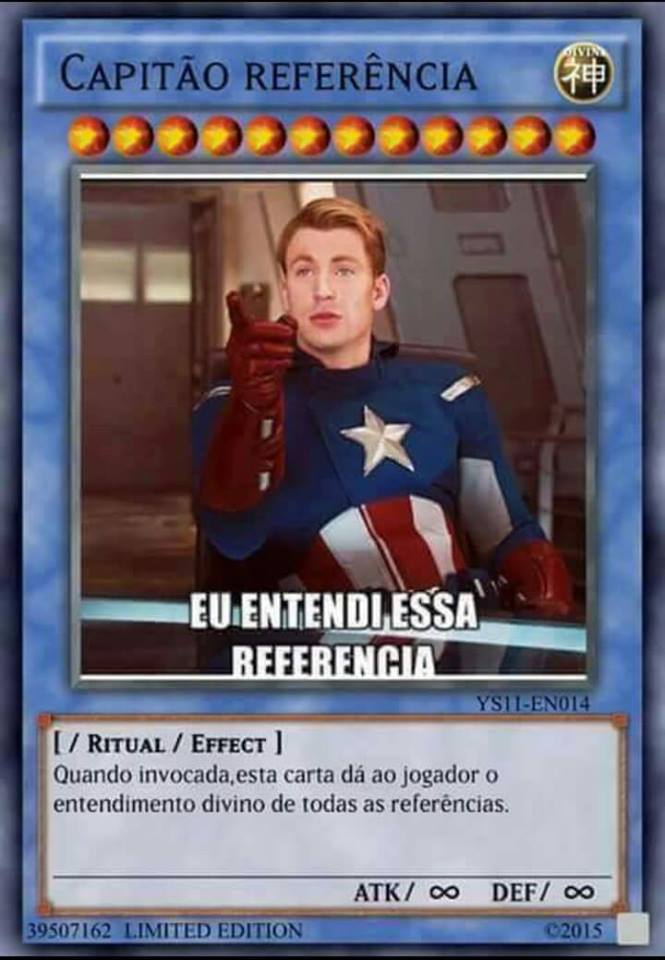 CAPITÃO REFERÊNCIA
DIVINE
神
EU ENTENDI ESSA
REFERENCIA
YS11-EN014
[ / RITUAL / EFFECT ]
Quando invocada,esta carta dá ao jogador o
entendimento divino de todas as referências.
ATK/ ∞ DEF/ ∞
39507162 LIMITED EDITION ©2015